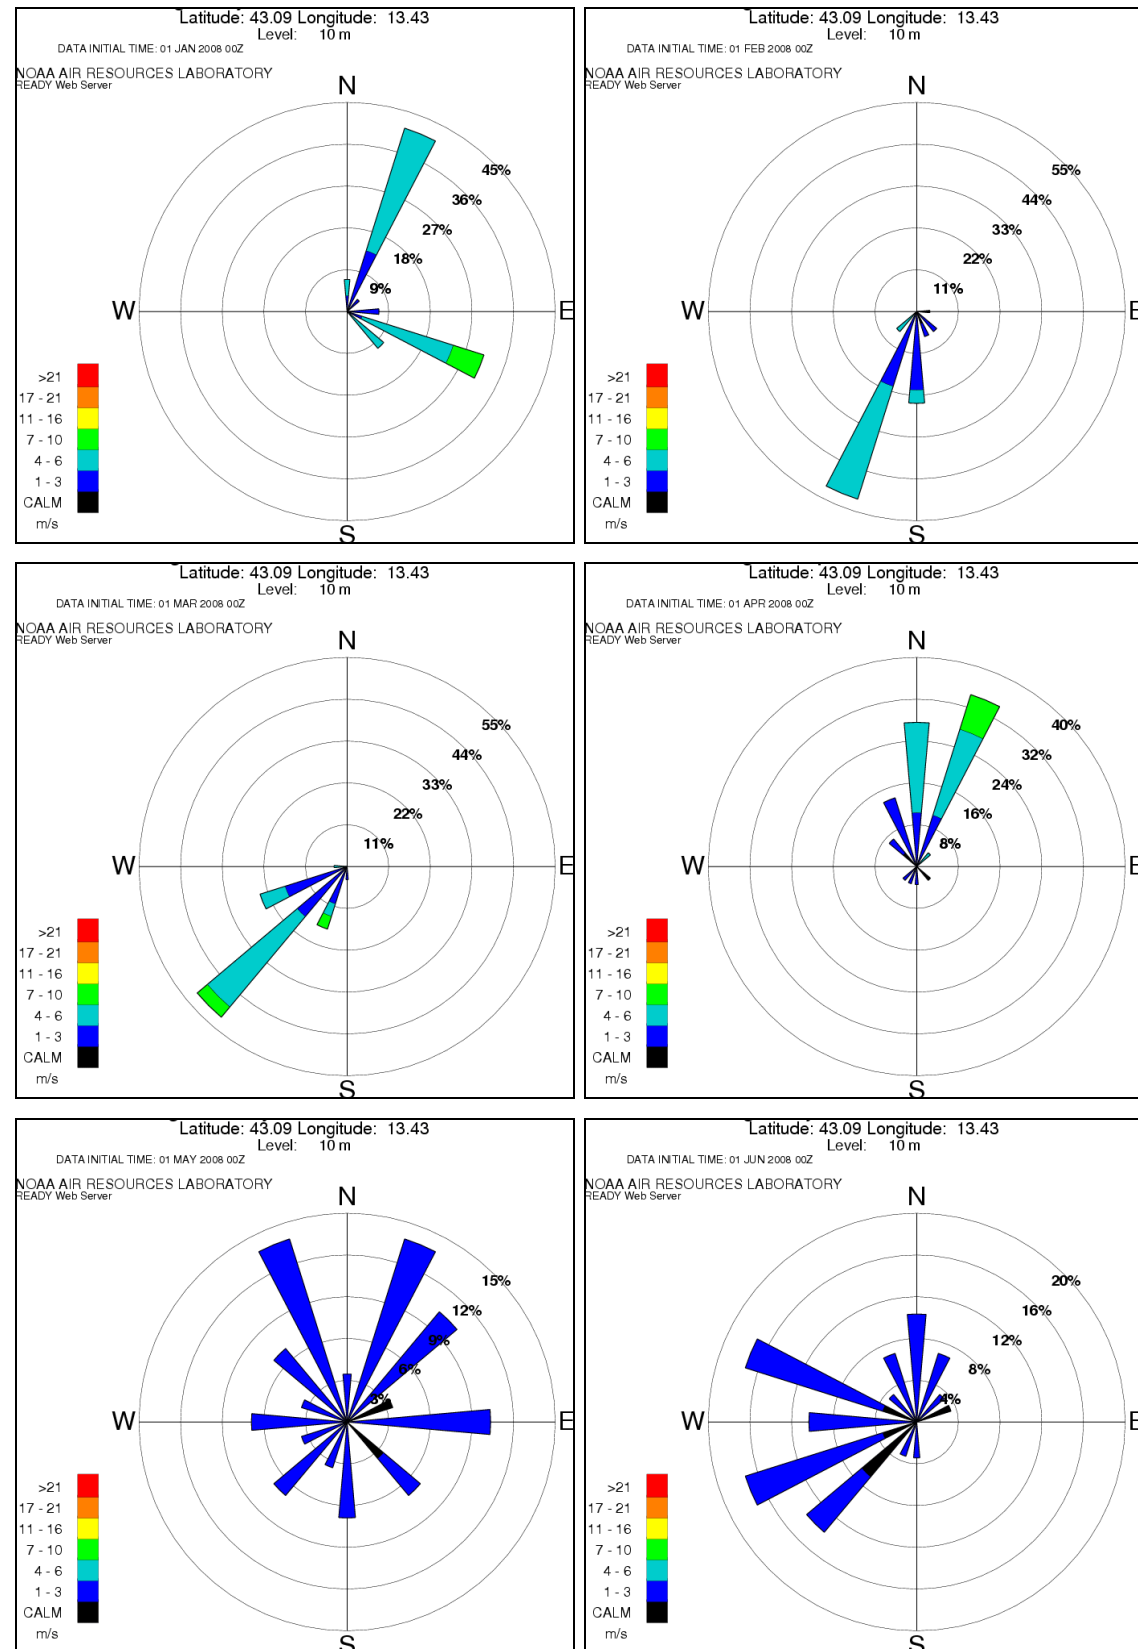 Latitude: 43.09 Longitude: 13.43
Level: 10 m
DATA INITIAL TIME: 01 JAN 2008 00Z
NOAA AIR RESOURCES LABORATORY
READY Web Server
N
45%
36%
27%
18%
9%
W
E
>21
17 - 21
11 - 16
7 - 10
4 - 6
1 - 3
CALM
m/s
S
Latitude: 43.09 Longitude: 13.43
Level: 10 m
DATA INITIAL TIME: 01 FEB 2008 00Z
NOAA AIR RESOURCES LABORATORY
READY Web Server
N
55%
44%
33%
22%
11%
W
E
>21
17 - 21
11 - 16
7 - 10
4 - 6
1 - 3
CALM
m/s
S
Latitude: 43.09 Longitude: 13.43
Level: 10 m
DATA INITIAL TIME: 01 MAR 2008 00Z
NOAA AIR RESOURCES LABORATORY
READY Web Server
N
55%
44%
33%
22%
11%
W
E
>21
17 - 21
11 - 16
7 - 10
4 - 6
1 - 3
CALM
m/s
S
Latitude: 43.09 Longitude: 13.43
Level: 10 m
DATA INITIAL TIME: 01 APR 2008 00Z
NOAA AIR RESOURCES LABORATORY
READY Web Server
N
40%
32%
24%
16%
8%
W
E
>21
17 - 21
11 - 16
7 - 10
4 - 6
1 - 3
CALM
m/s
S
Latitude: 43.09 Longitude: 13.43
Level: 10 m
DATA INITIAL TIME: 01 MAY 2008 00Z
NOAA AIR RESOURCES LABORATORY
READY Web Server
N
15%
12%
9%
6%
3%
W
E
>21
17 - 21
11 - 16
7 - 10
4 - 6
1 - 3
CALM
m/s
S
Latitude: 43.09 Longitude: 13.43
Level: 10 m
DATA INITIAL TIME: 01 JUN 2008 00Z
NOAA AIR RESOURCES LABORATORY
READY Web Server
N
20%
16%
12%
8%
4%
W
E
>21
17 - 21
11 - 16
7 - 10
4 - 6
1 - 3
CALM
m/s
S